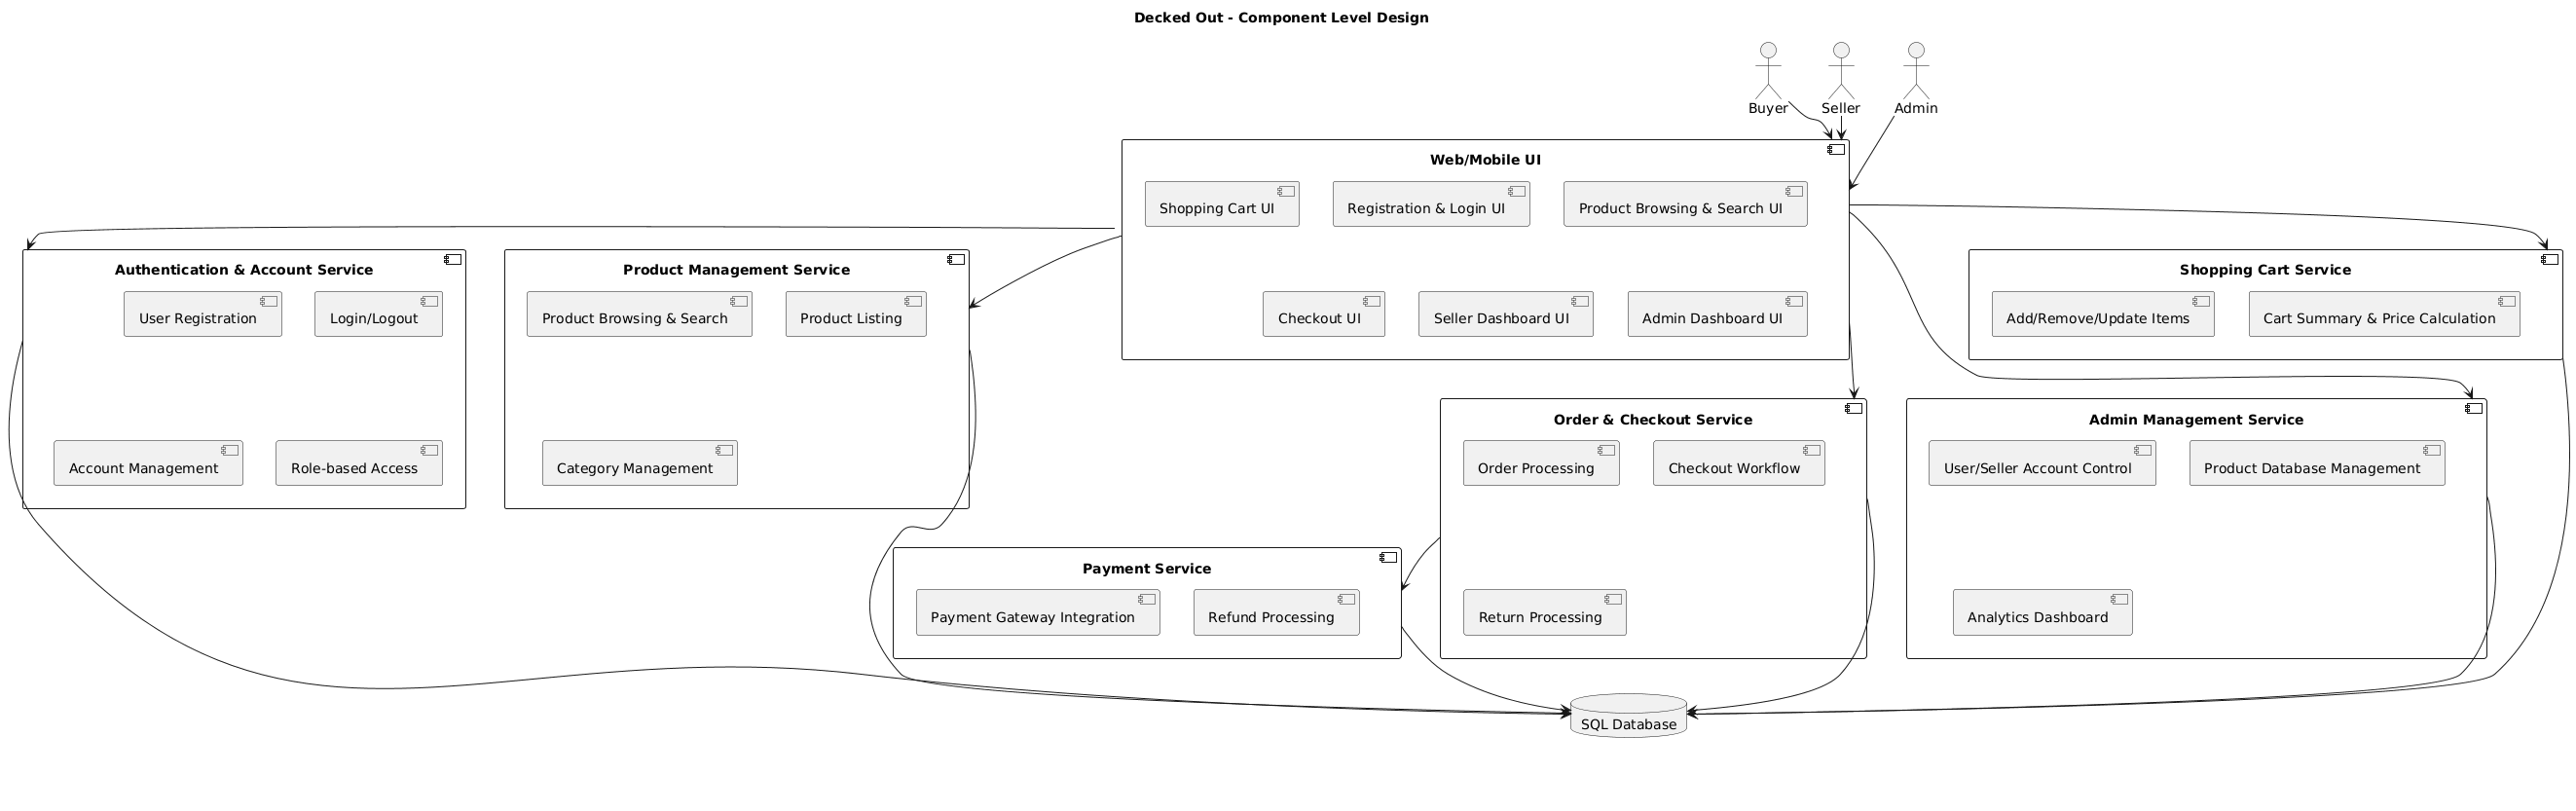 Decked Out - Component Level Design
Buyer
Seller
Admin
Web/Mobile UI
Shopping Cart UI
Registration & Login UI
Product Browsing & Search UI
Checkout UI
Seller Dashboard UI
Admin Dashboard UI
Authentication & Account Service
User Registration
Login/Logout
Account Management
Role-based Access
Product Management Service
Product Browsing & Search
Product Listing
Category Management
Shopping Cart Service
Add/Remove/Update Items
Cart Summary & Price Calculation
Order & Checkout Service
Order Processing
Checkout Workflow
Return Processing
Admin Management Service
User/Seller Account Control
Product Database Management
Analytics Dashboard
Payment Service
Payment Gateway Integration
Refund Processing
SQL Database